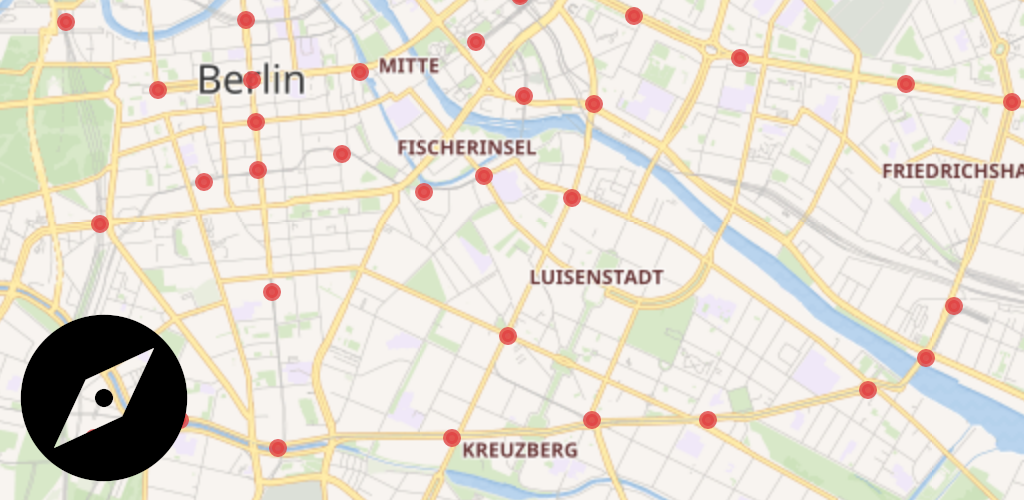 MITTE
Berlin
FISCHERINSEL
FRIEDRICHSHA
LUISENSTADT
KREUZBERG